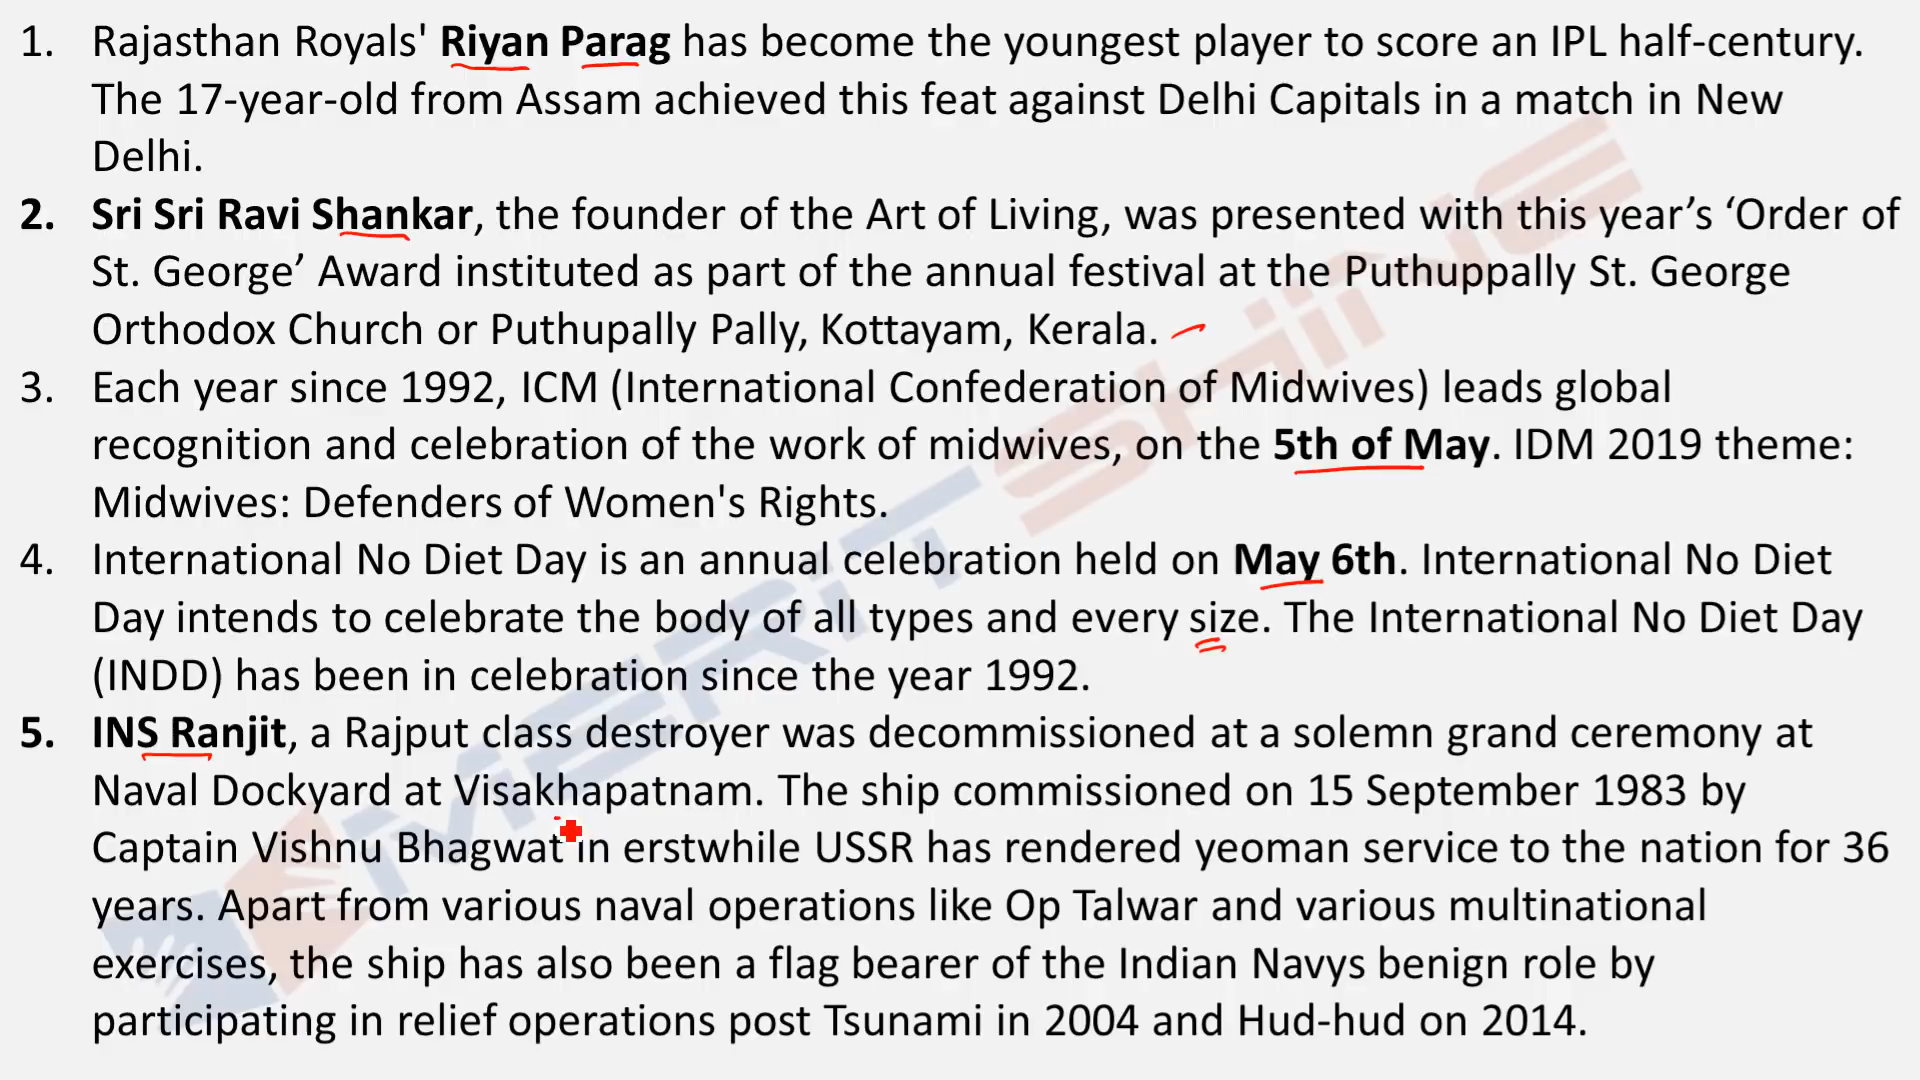 1. Rajasthan Royals' Riyan Parag has become the youngest player to score an IPL half-century.
The 17-year-old from Assam achieved this feat against Delhi Capitals in a match in New
Delhi.
2. Sri Sri Ravi Shankar, the founder of the Art of Living, was presented with this year’s ‘Order of
St. George’ Award instituted as part of the annual festival at the Puthuppally St. George
Orthodox Church or Puthupally Pally, Kottayam, Kerala.
3. Each year since 1992, ICM (International Confederation of Midwives) leads global
recognition and celebration of the work of midwives, on the 5th of May. IDM 2019 theme:
Midwives: Defenders of Women's Rights.
4. International No Diet Day is an annual celebration held on May 6th. International No Diet
Day intends to celebrate the body of all types and every size. The International No Diet Day
(INDD) has been in celebration since the year 1992.
5. INS Ranjit, a Rajput class destroyer was decommissioned at a solemn grand ceremony at
Naval Dockyard at Visakhapatnam. The ship commissioned on 15 September 1983 by
Captain Vishnu Bhagwat in erstwhile USSR has rendered yeoman service to the nation for 36
years. Apart from various naval operations like Op Talwar and various multinational
exercises, the ship has also been a flag bearer of the Indian Navys benign role by
participating in relief operations post Tsunami in 2004 and Hud-hud on 2014.
MERiT SHiiNE